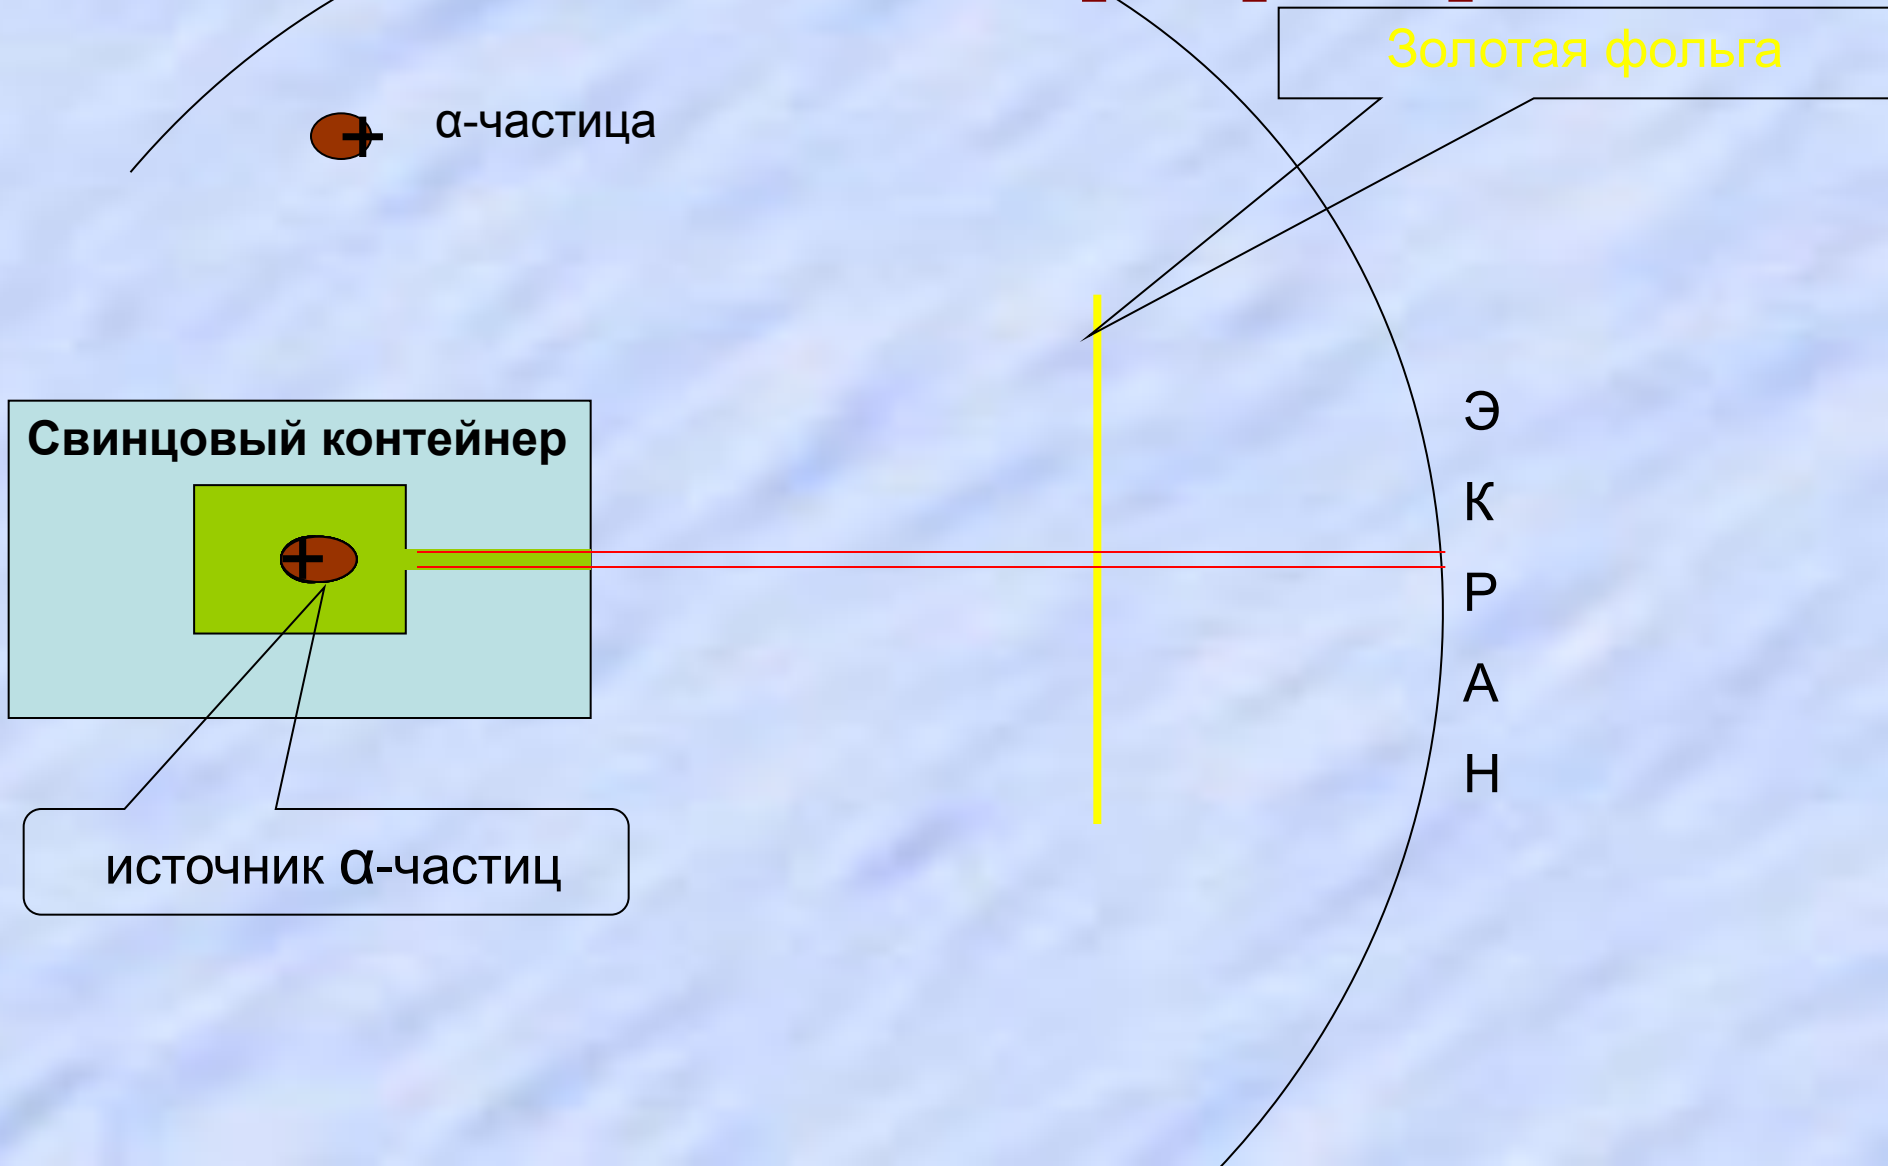 Золотая фольга
α-частица
Э
К
Р
А
Н
Свинцовый контейнер
источник α-частиц